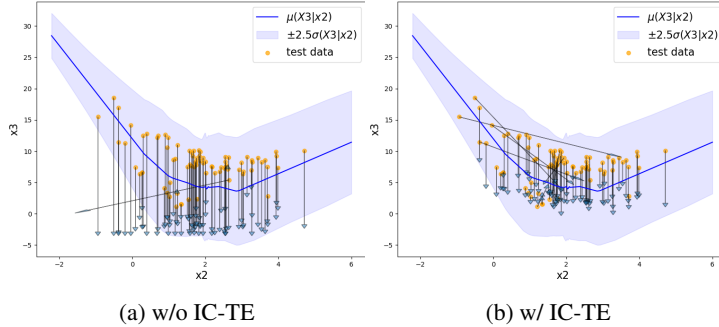 μ(X3|x2)
±2.5σ(X3|x2)
test data
x3
30
25
20
15
10
5
0
−5
−2
0
2
4
6
x2
(a) w/o IC-TE
μ(X3|x2)
±2.5σ(X3|x2)
test data
x3
30
25
20
15
10
5
0
−5
−2
0
2
4
6
x2
(b) w/ IC-TE